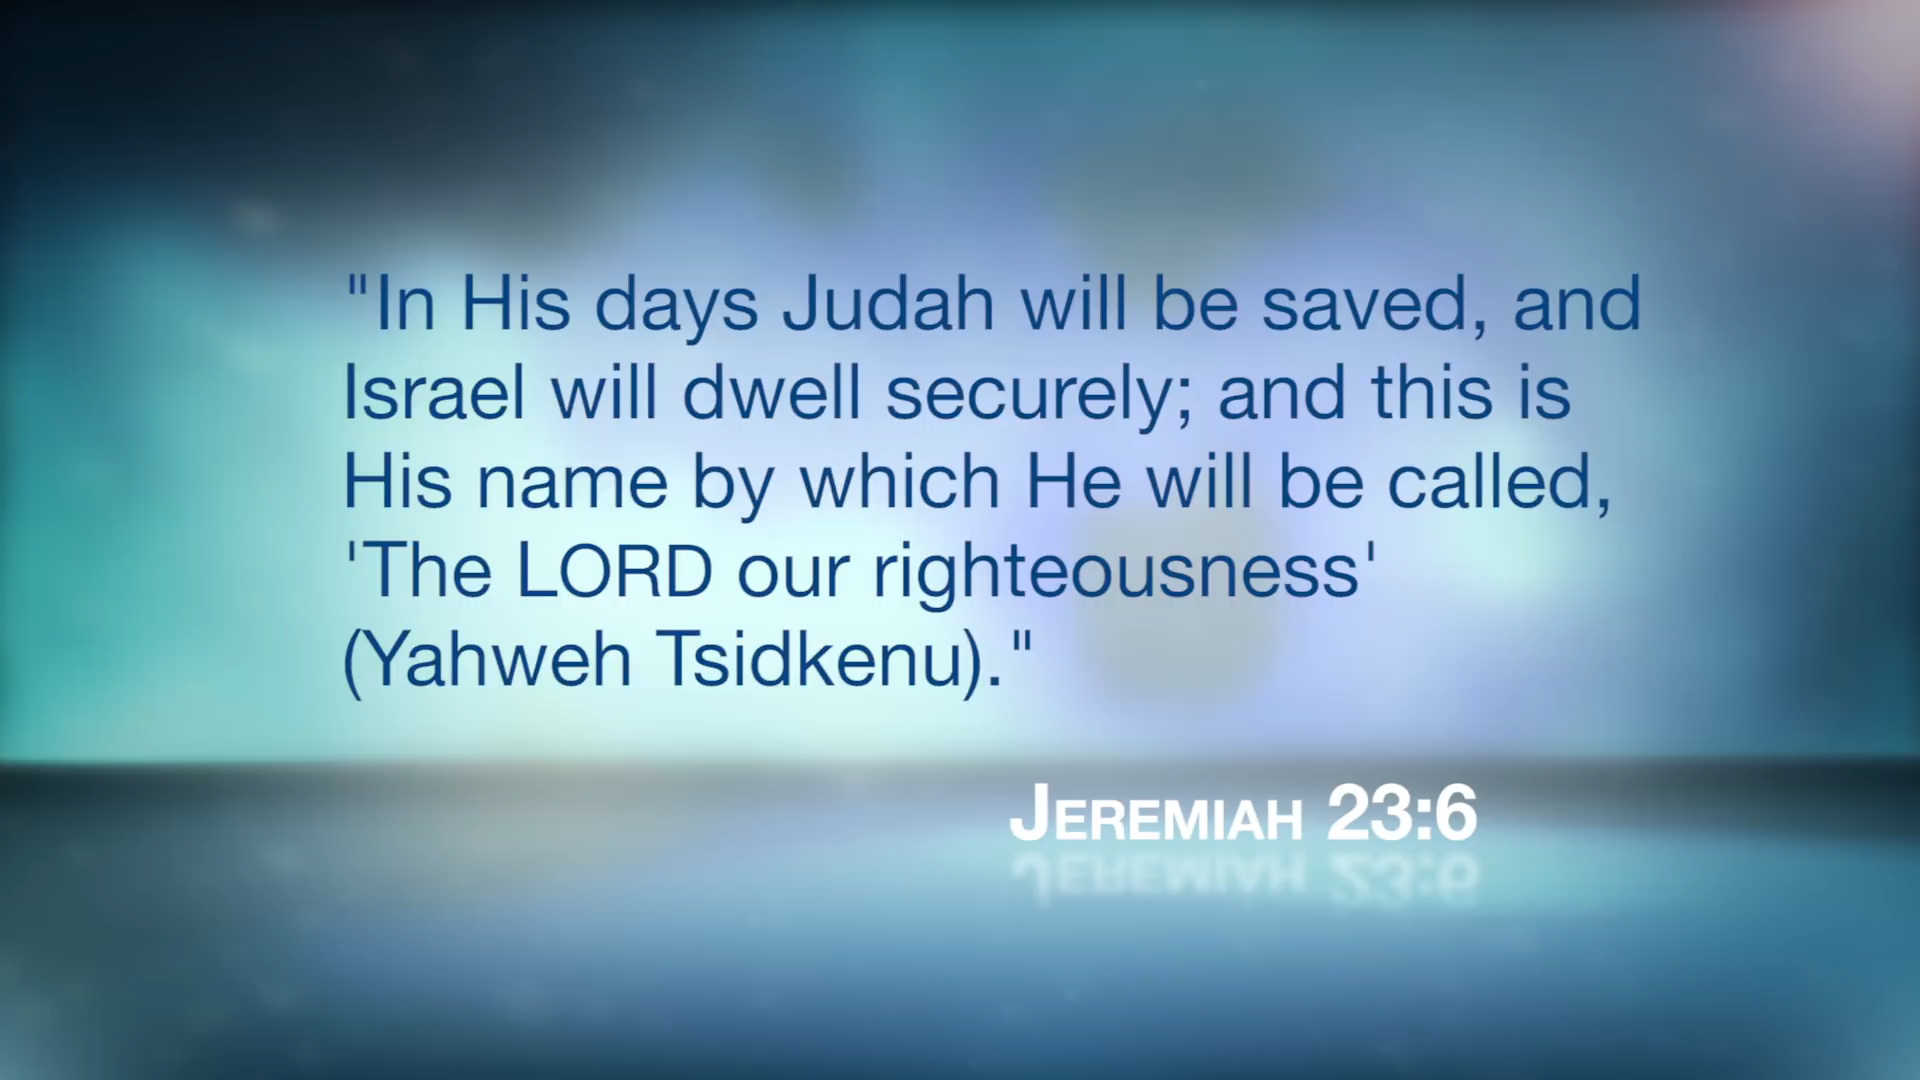 "In His days Judah will be saved, and
Israel will dwell securely; and this is
His name by which He will be called,
'The LORD our righteousness'
(Yahweh Tsidkenu)."
Jeremiah 23:6